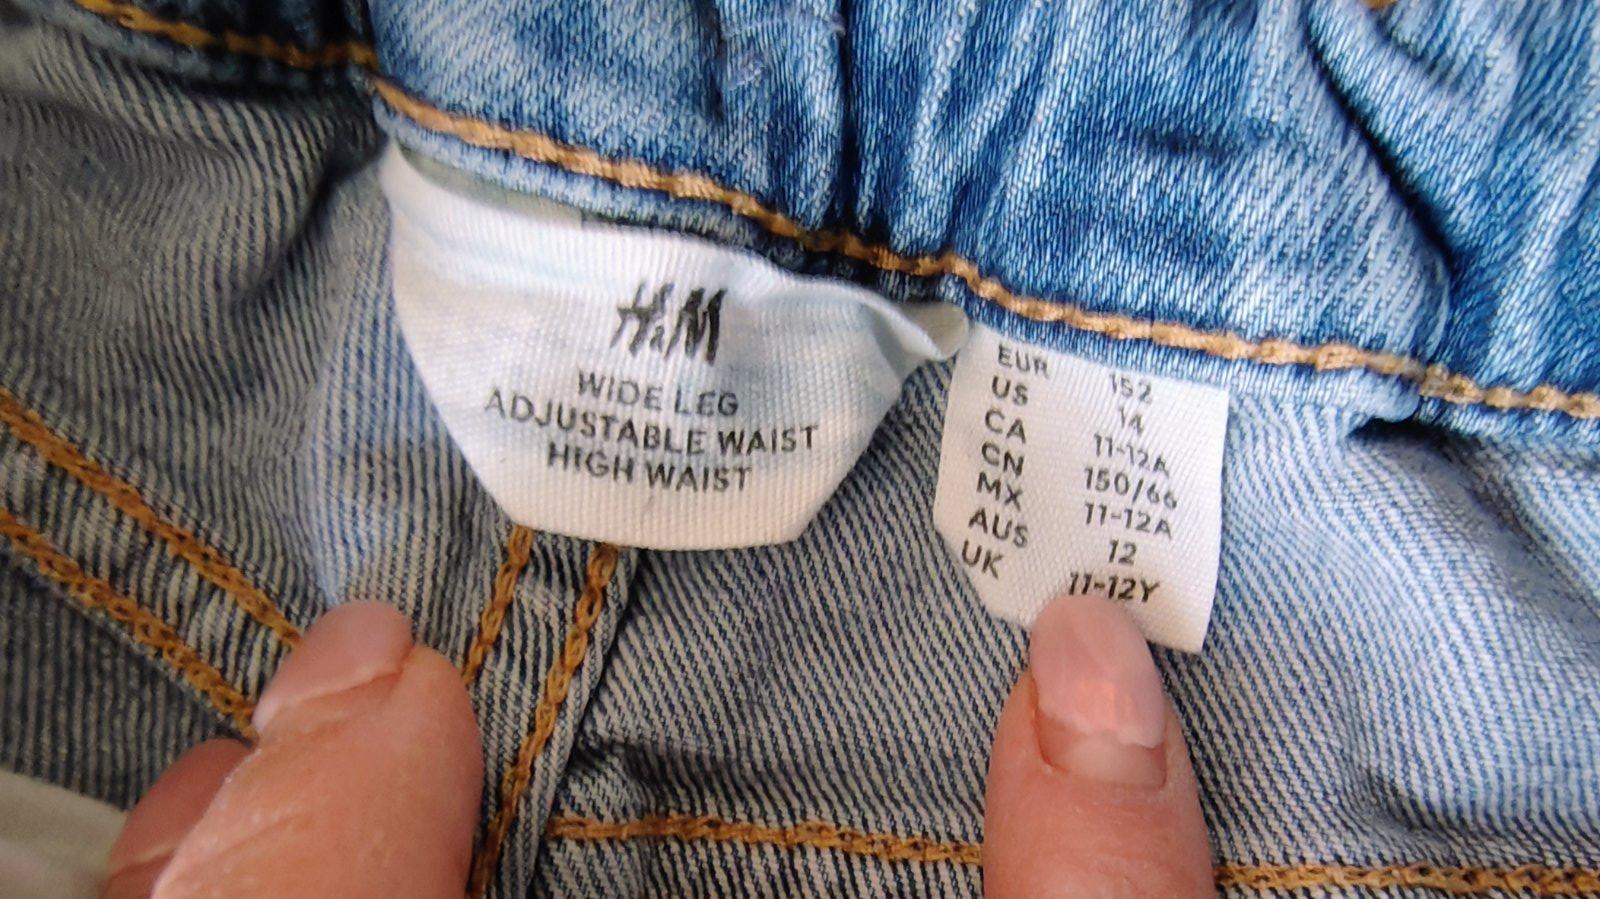 H&M
WIDE LEG
ADJUSTABLE WAIST
HIGH WAIST
EUR 152
US 14
CA 11-12A
CN 150/66
MX 11-12A
AUS 12
UK 11-12Y